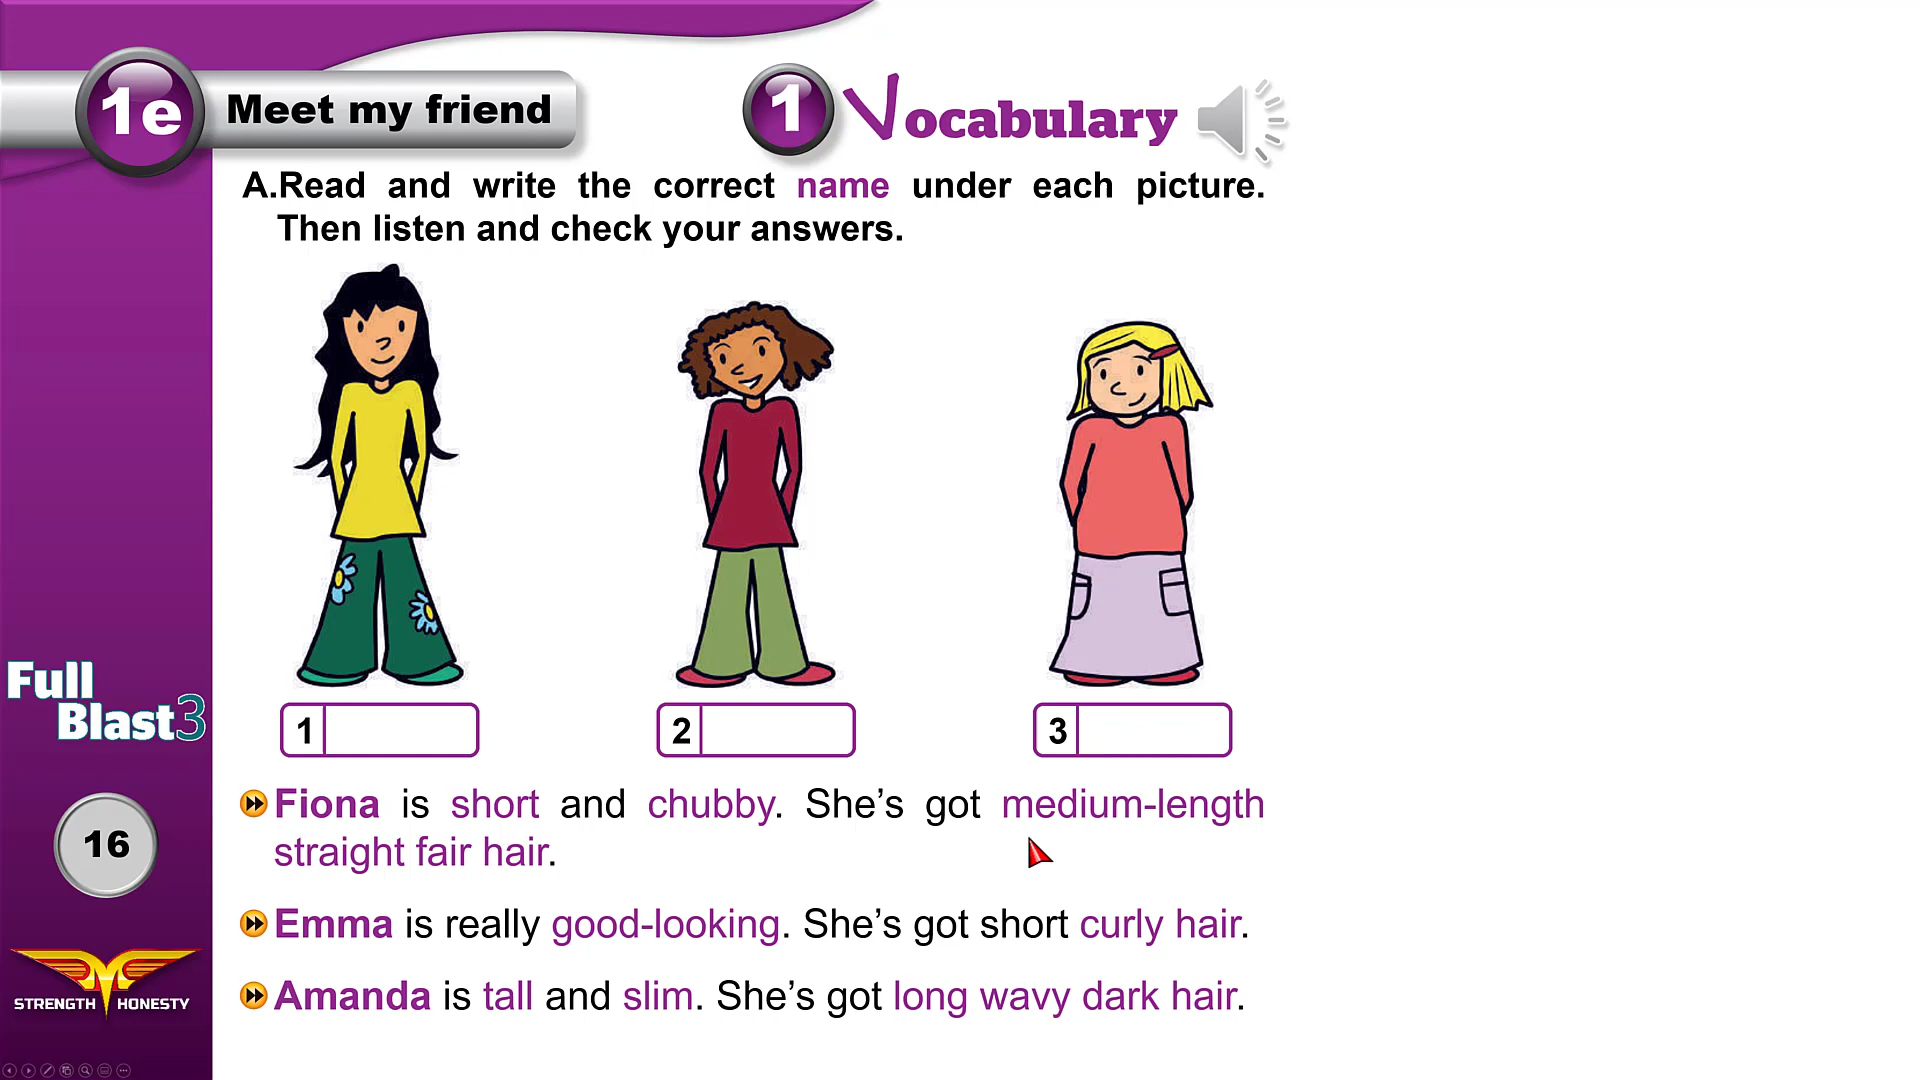 1e Meet my friend
1 Vocabulary
A.Read and write the correct name under each picture.
Then listen and check your answers.
1
2
3
Full
Blast3
16
STRENGTH HONESTY
Fiona is short and chubby. She’s got medium-length
straight fair hair.
Emma is really good-looking. She’s got short curly hair.
Amanda is tall and slim. She’s got long wavy dark hair.